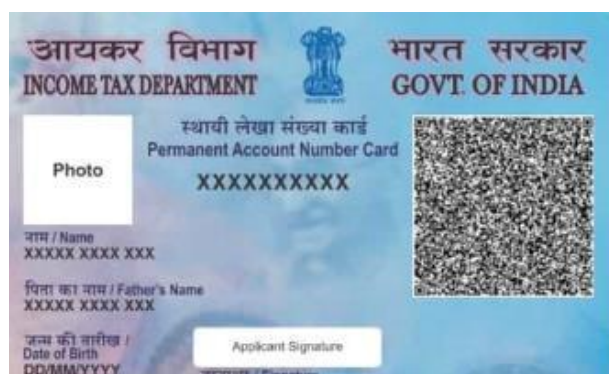 आयकर विभाग
INCOME TAX DEPARTMENT
भारत सरकार
GOVT. OF INDIA
स्थायी लेखा संख्या कार्ड
Permanent Account Number Card
XXXXXXXXXX
Photo
नाम / Name
XXXXX XXXX XXX
पिता का नाम / Father's Name
XXXXX XXXX XXX
जन्म की तारीख /
Date of Birth
DD/MM/YYYY
Applicant Signature
/ Signature